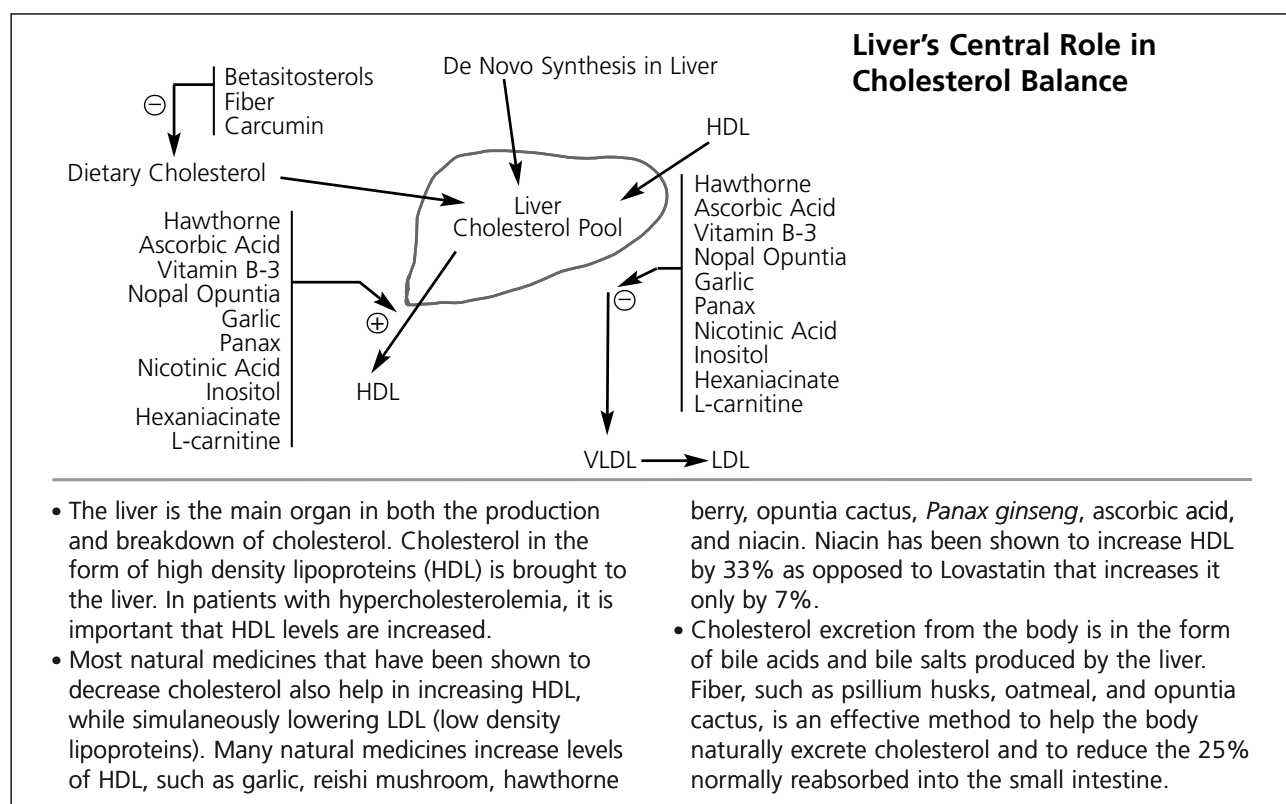 Liver's Central Role in
Cholesterol Balance
Betasitosterols
Fiber
Carcumin
⊖
De Novo Synthesis in Liver
HDL
Dietary Cholesterol
Liver
Cholesterol Pool
Hawthorne
Ascorbic Acid
Vitamin B-3
Nopal Opuntia
Garlic
Panax
Nicotinic Acid
Inositol
Hexaniacinate
L-carnitine
⊕
HDL
Hawthorne
Ascorbic Acid
Vitamin B-3
Nopal Opuntia
Garlic
Panax
Nicotinic Acid
Inositol
Hexaniacinate
L-carnitine
⊖
VLDL
LDL
• The liver is the main organ in both the production
and breakdown of cholesterol. Cholesterol in the
form of high density lipoproteins (HDL) is brought to
the liver. In patients with hypercholesterolemia, it is
important that HDL levels are increased.
• Most natural medicines that have been shown to
decrease cholesterol also help in increasing HDL,
while simultaneously lowering LDL (low density
lipoproteins). Many natural medicines increase levels
of HDL, such as garlic, reishi mushroom, hawthorne
berry, opuntia cactus, Panax ginseng, ascorbic acid,
and niacin. Niacin has been shown to increase HDL
by 33% as opposed to Lovastatin that increases it
only by 7%.
• Cholesterol excretion from the body is in the form
of bile acids and bile salts produced by the liver.
Fiber, such as psillium husks, oatmeal, and opuntia
cactus, is an effective method to help the body
naturally excrete cholesterol and to reduce the 25%
normally reabsorbed into the small intestine.